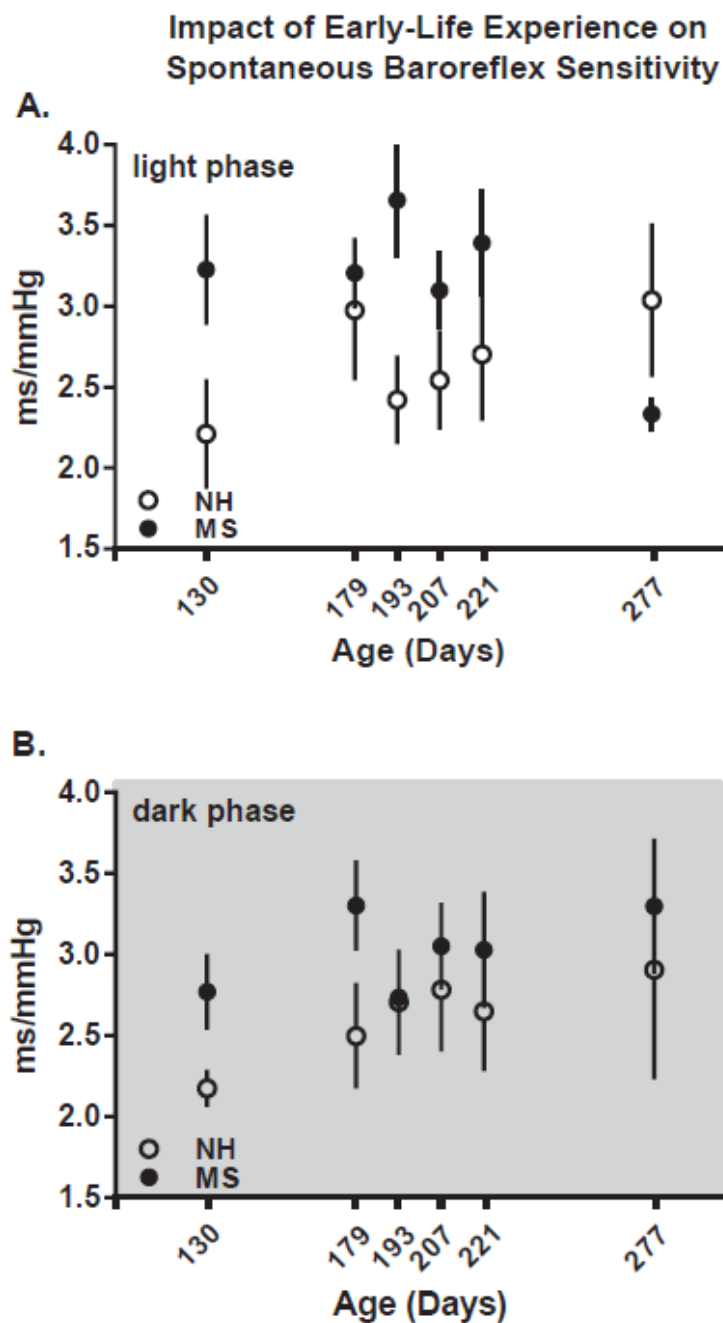 Impact of Early-Life Experience on
Spontaneous Baroreflex Sensitivity
A.
light phase
4.0
3.5
3.0
2.5
2.0
1.5
ms/mmHg
NH
MS
130
179
193
207
221
277
Age (Days)
B.
dark phase
4.0
3.5
3.0
2.5
2.0
1.5
ms/mmHg
NH
MS
130
179
193
207
221
277
Age (Days)